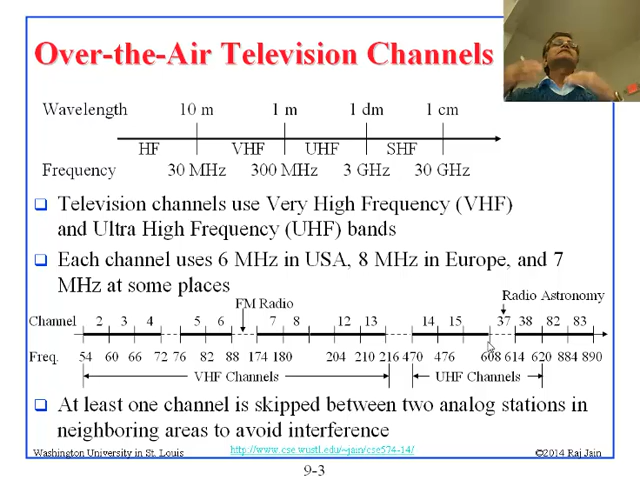 Over-the-Air Television Channels
Wavelength 10 m 1 m 1 dm 1 cm
HF VHF UHF SHF
Frequency 30 MHz 300 MHz 3 GHz 30 GHz
Television channels use Very High Frequency (VHF)
and Ultra High Frequency (UHF) bands
Each channel uses 6 MHz in USA, 8 MHz in Europe, and 7
MHz at some places
FM Radio Radio Astronomy
Channel 2 3 4 5 6 7 8 12 13 14 15 37 38 82 83
Freq. 54 60 66 72 76 82 88 174 180 204 210 216 470 476 608 614 620 884 890
VHF Channels UHF Channels
At least one channel is skipped between two analog stations in
neighboring areas to avoid interference
Washington University in St. Louis http://www.cse.wustl.edu/~jain/cse574-14/ ©2014 Raj Jain
9-3